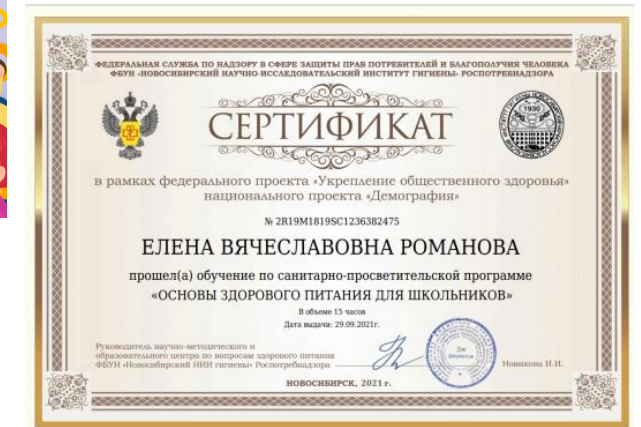 ФЕДЕРАЛЬНАЯ СЛУЖБА ПО НАДЗОРУ В СФЕРЕ ЗАЩИТЫ ПРАВ ПОТРЕБИТЕЛЕЙ И БЛАГОПОЛУЧИЯ ЧЕЛОВЕКА
ФБУН «НОВОСИБИРСКИЙ НАУЧНО-ИССЛЕДОВАТЕЛЬСКИЙ ИНСТИТУТ ГИГИЕНЫ» РОСПОТРЕБНАДЗОРА
СЕРТИФИКАТ
1930
в рамках федерального проекта «Укрепление общественного здоровья»
национального проекта «Демография»
№ 2R19M1819SC1236382475
ЕЛЕНА ВЯЧЕСЛАВОВНА РОМАНОВА
прошел(а) обучение по санитарно-просветительской программе
«ОСНОВЫ ЗДОРОВОГО ПИТАНИЯ ДЛЯ ШКОЛЬНИКОВ»
В объеме 15 часов
Дата выдачи: 29.09.2021г.
Руководитель научно-методического и
образовательного центра по вопросам здорового питания
ФБУН «Новосибирский НИИ гигиены» Роспотребнадзора
Для
Новикова И.И.
НОВОСИБИРСК, 2021 г.